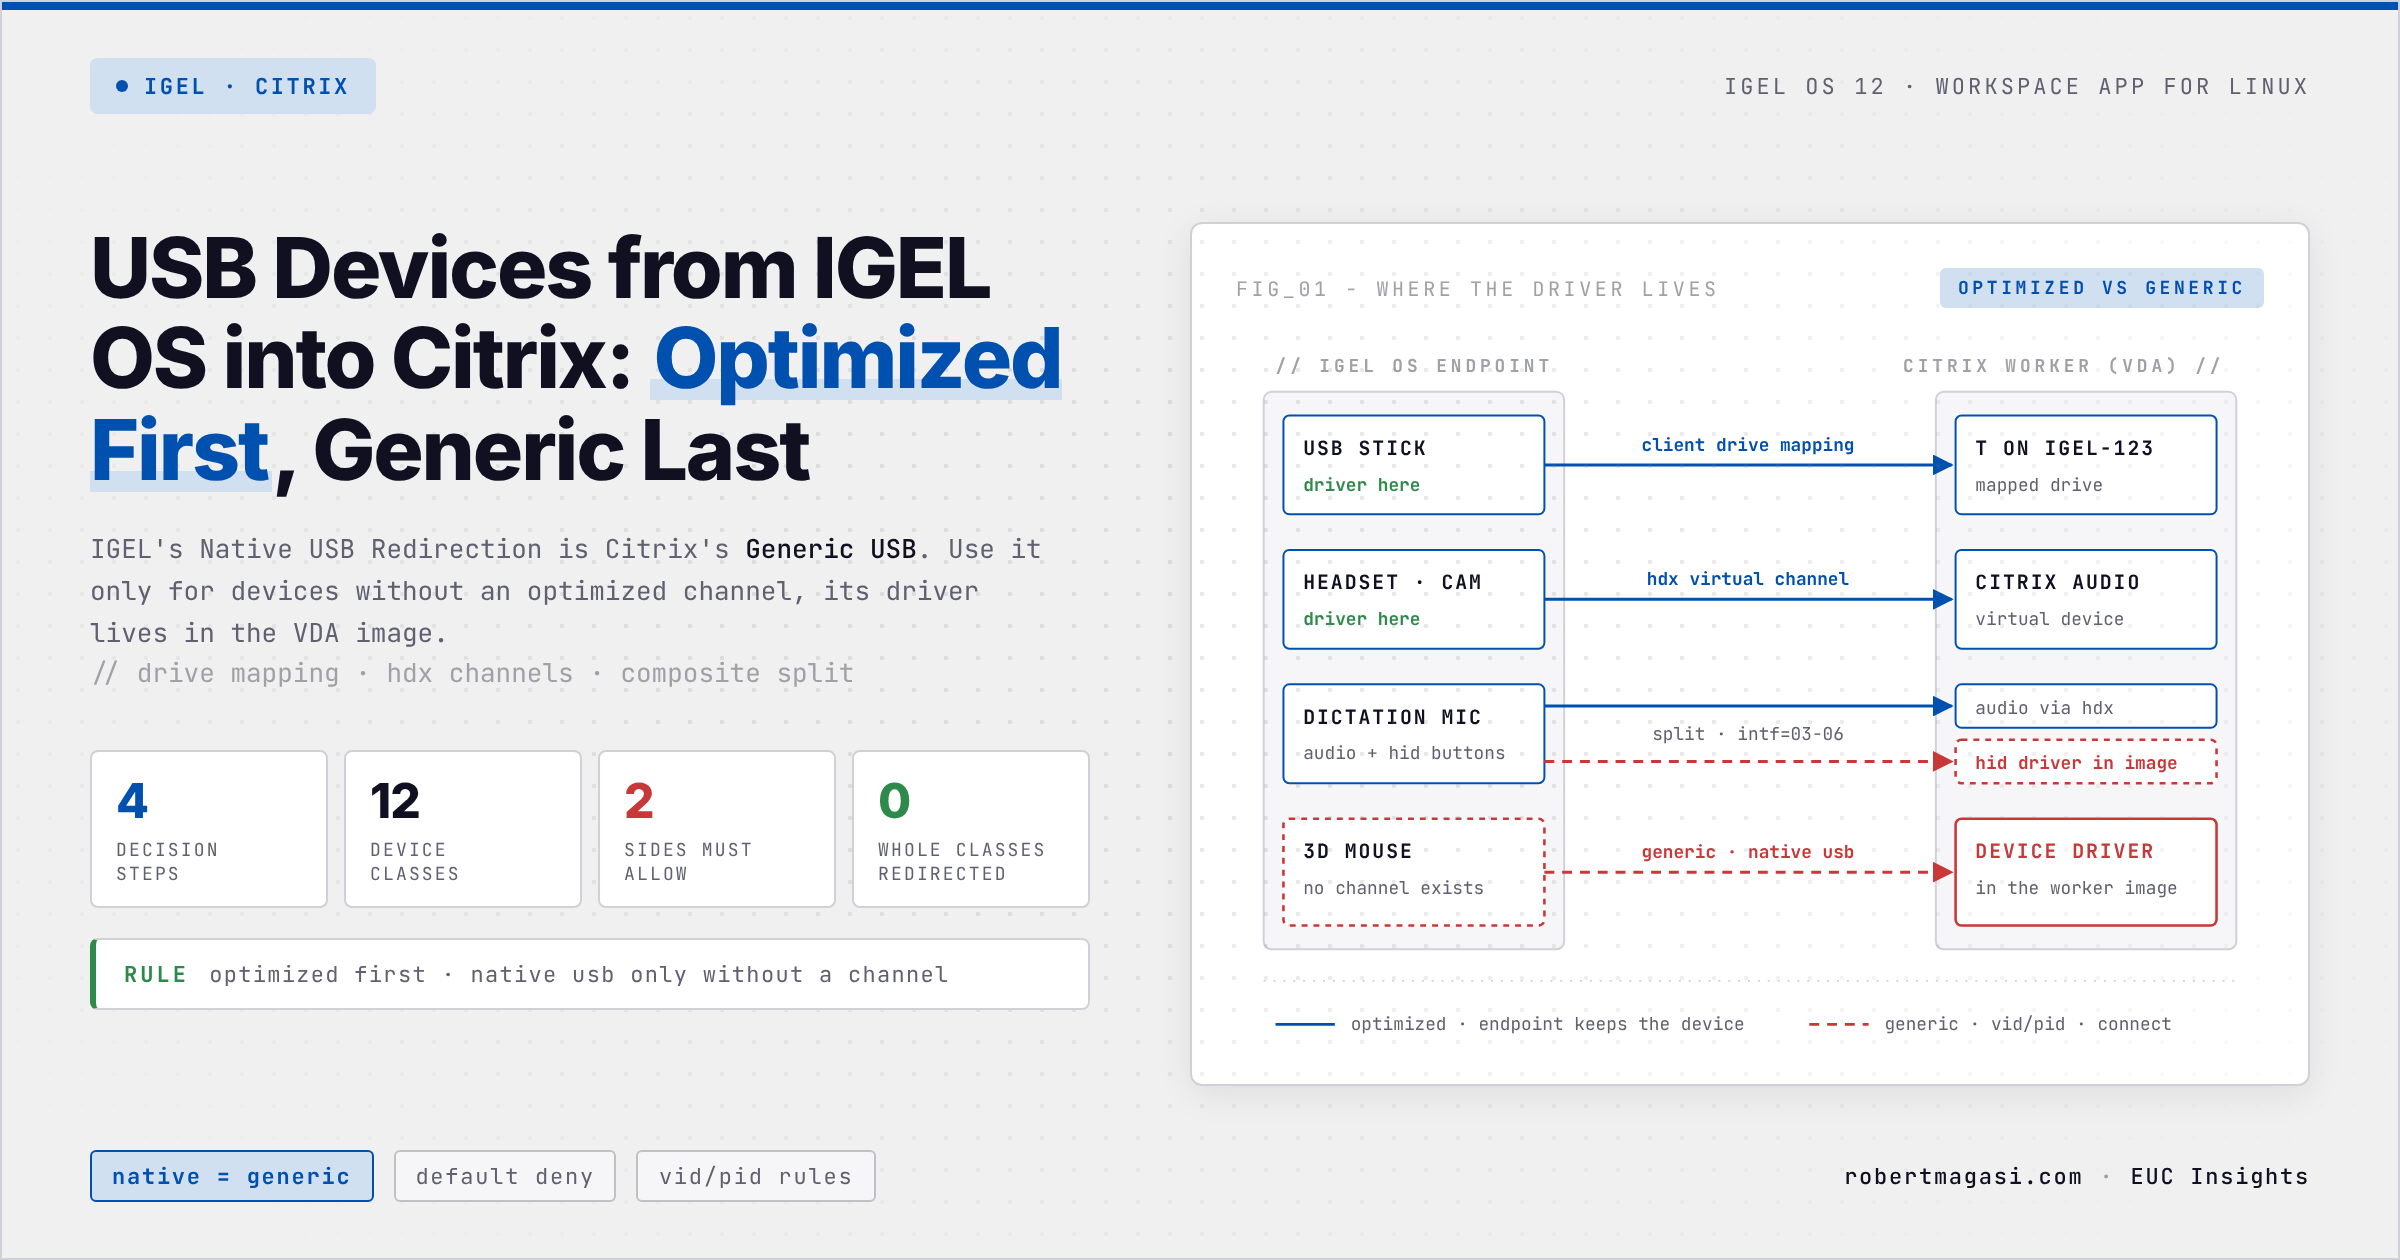 IGEL · CITRIX
IGEL OS 12 · WORKSPACE APP FOR LINUX
USB Devices from IGEL
OS into Citrix: Optimized
First, Generic Last
IGEL's Native USB Redirection is Citrix's Generic USB. Use it
only for devices without an optimized channel, its driver
lives in the VDA image.
// drive mapping · hdx channels · composite split
4
DECISION
STEPS
12
DEVICE
CLASSES
2
SIDES MUST
ALLOW
0
WHOLE CLASSES
REDIRECTED
RULE optimized first · native usb only without a channel
FIG_01 - WHERE THE DRIVER LIVES
OPTIMIZED VS GENERIC
// IGEL OS ENDPOINT
CITRIX WORKER (VDA) //
USB STICK
driver here
client drive mapping
T ON IGEL-123
mapped drive
HEADSET · CAM
driver here
hdx virtual channel
CITRIX AUDIO
virtual device
DICTATION MIC
audio + hid buttons
split · intf=03-06
audio via hdx
hid driver in image
3D MOUSE
no channel exists
generic · native usb
DEVICE DRIVER
in the worker image
optimized · endpoint keeps the device
generic · vid/pid · connect
native = generic
default deny
vid/pid rules
robertmagasi.com · EUC Insights